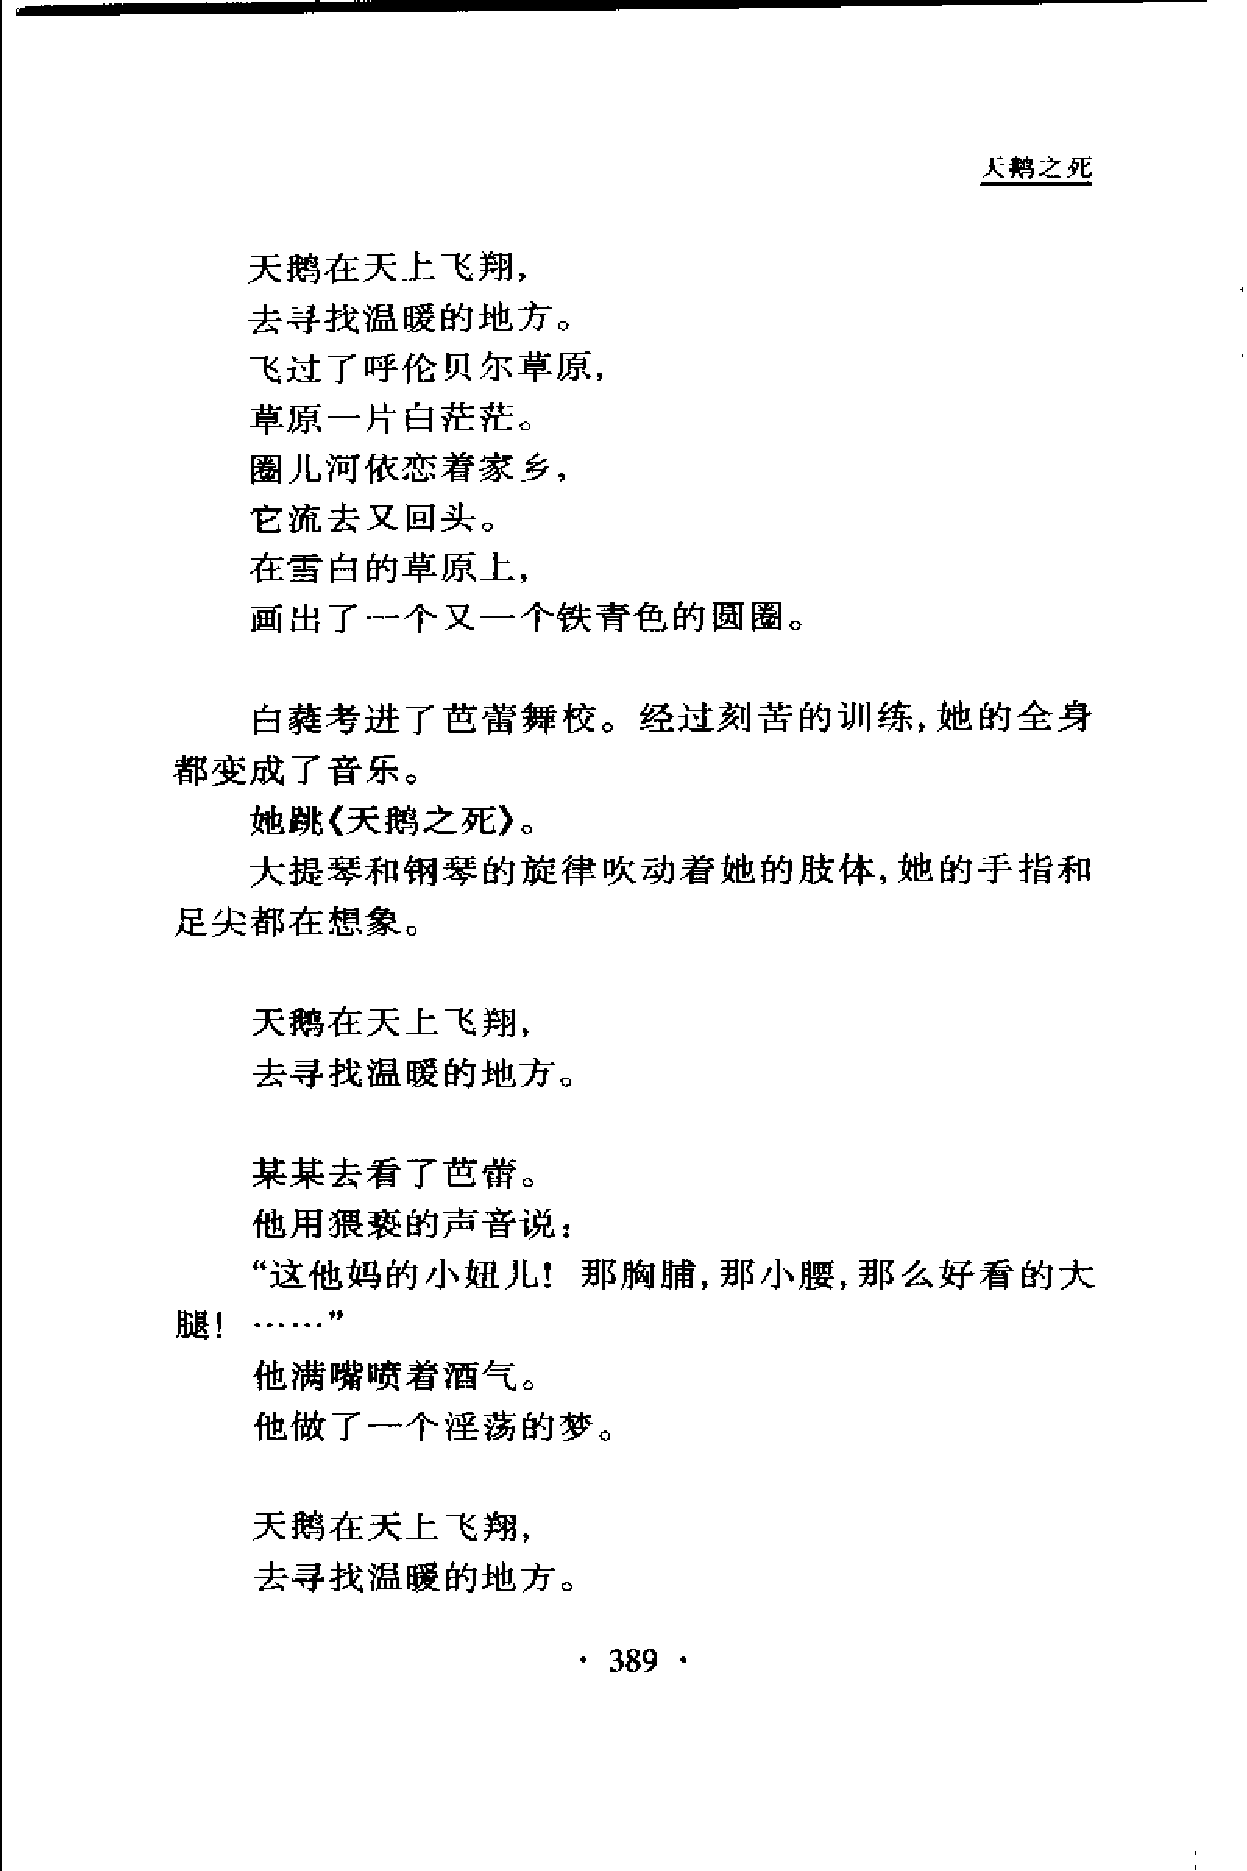 天鹅之死
天鹅在天上飞翔，
去寻找温暖的地方。
飞过了呼伦贝尔草原，
草原一片白茫茫。
圈儿河依恋着家乡，
它流去又回头。
在雪白的草原上，
画出了一个又一个铁青色的圆圈。
白蕤考进了芭蕾舞校。经过刻苦的训练，她的全身
都变成了音乐。
她跳《天鹅之死》。
大提琴和钢琴的旋律吹动着她的肢体，她的手指和
足尖都在想象。
天鹅在天上飞翔，
去寻找温暖的地方。
某某去看了芭蕾。
他用猥亵的声音说：
“这他妈的小妞儿！那胸脯，那小腰，那么好看的大
腿！……”
他满嘴喷着酒气。
他做了一个淫荡的梦。
天鹅在天上飞翔，
去寻找温暖的地方。
· 389 ·